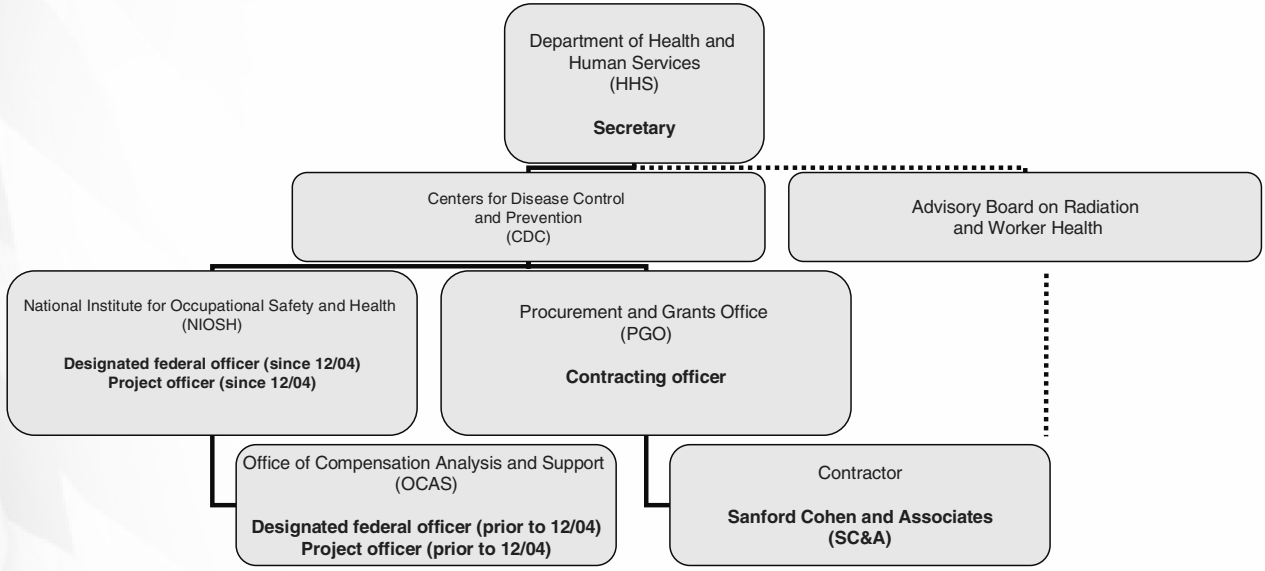 Department of Health and
Human Services
(HHS)
Secretary
Centers for Disease Control
and Prevention
(CDC)
Advisory Board on Radiation
and Worker Health
National Institute for Occupational Safety and Health
(NIOSH)
Designated federal officer (since 12/04)
Project officer (since 12/04)
Procurement and Grants Office
(PGO)
Contracting officer
Office of Compensation Analysis and Support
(OCAS)
Designated federal officer (prior to 12/04)
Project officer (prior to 12/04)
Contractor
Sanford Cohen and Associates
(SC&A)